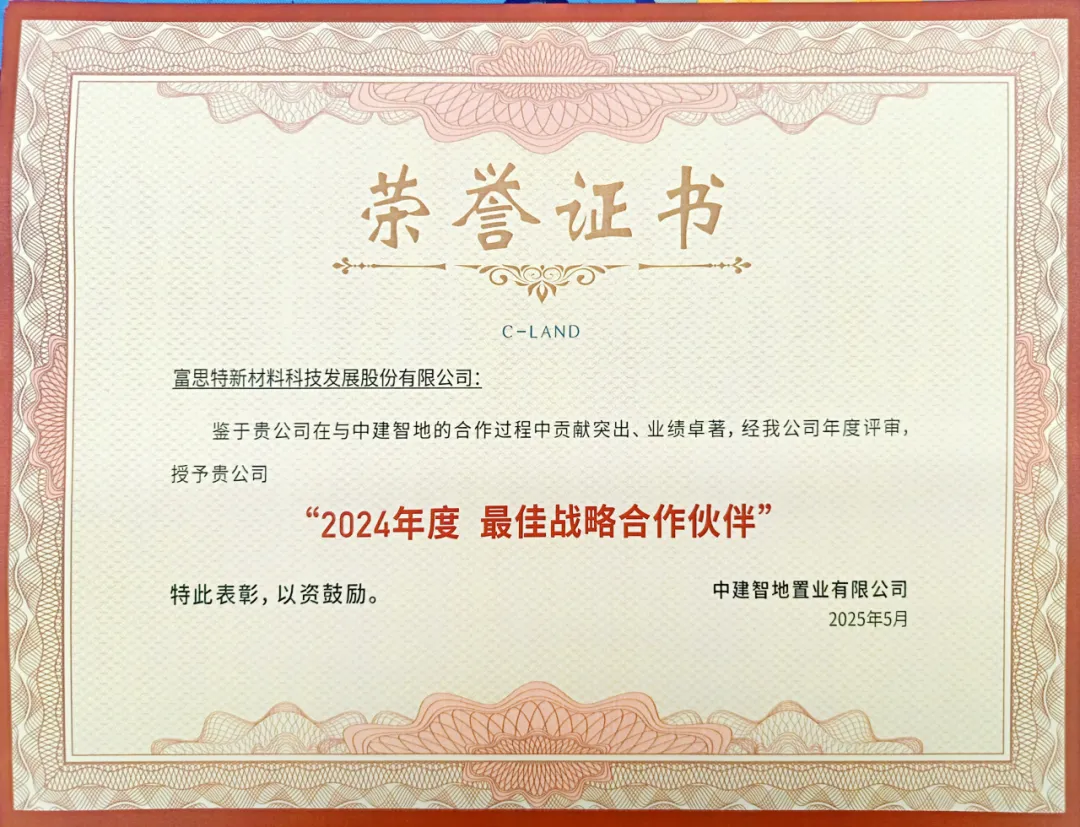 荣誉证书
C-LAND
富思特新材料科技发展股份有限公司：
鉴于贵公司在与中建智地的合作过程中贡献突出、业绩卓著，经我公司年度评审，
授予贵公司
“2024年度 最佳战略合作伙伴”
特此表彰，以资鼓励。
中建智地置业有限公司
2025年5月